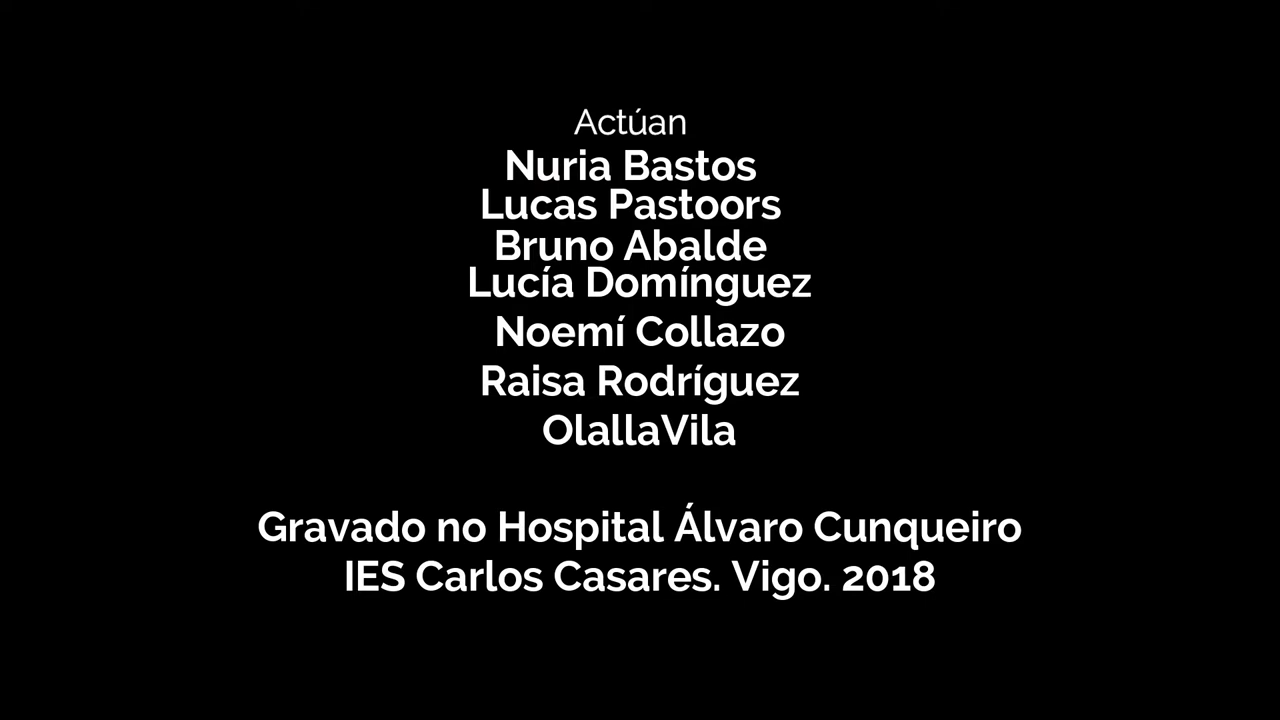 Actúan
Nuria Bastos
Lucas Pastoors
Bruno Abalde
Lucía Domínguez
Noemí Collazo
Raisa Rodríguez
OlallaVila
Gravado no Hospital Álvaro Cunqueiro
IES Carlos Casares. Vigo. 2018